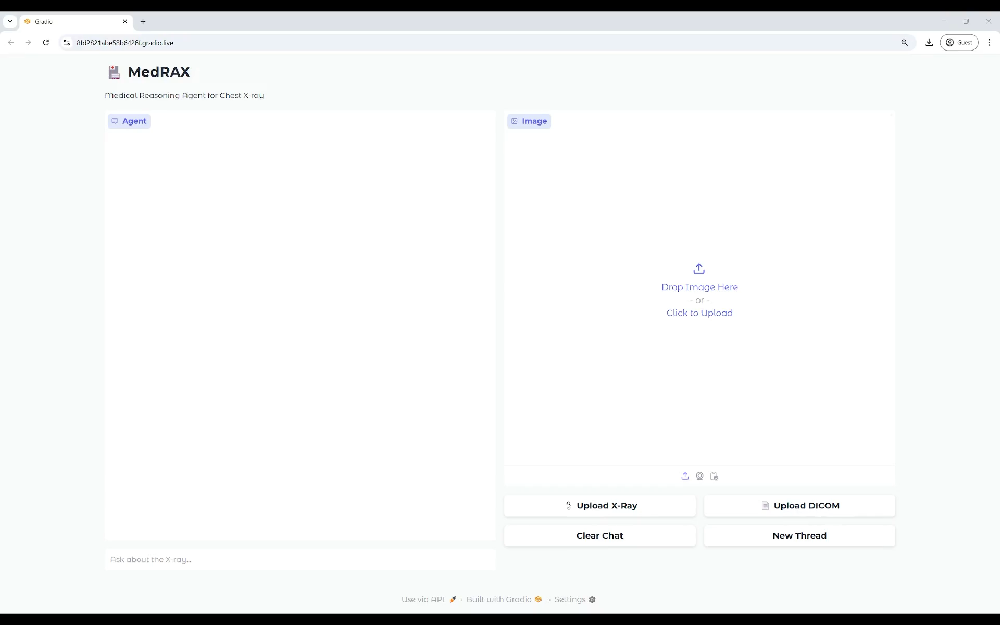 Gradio
8fd2821abe58b6426f.gradio.live
Guest
MedRAX
Medical Reasoning Agent for Chest X-ray
Agent
Image
Drop Image Here
- or -
Click to Upload
Upload X-Ray
Upload DICOM
Clear Chat
New Thread
Ask about the X-ray...
Use via API · Built with Gradio · Settings